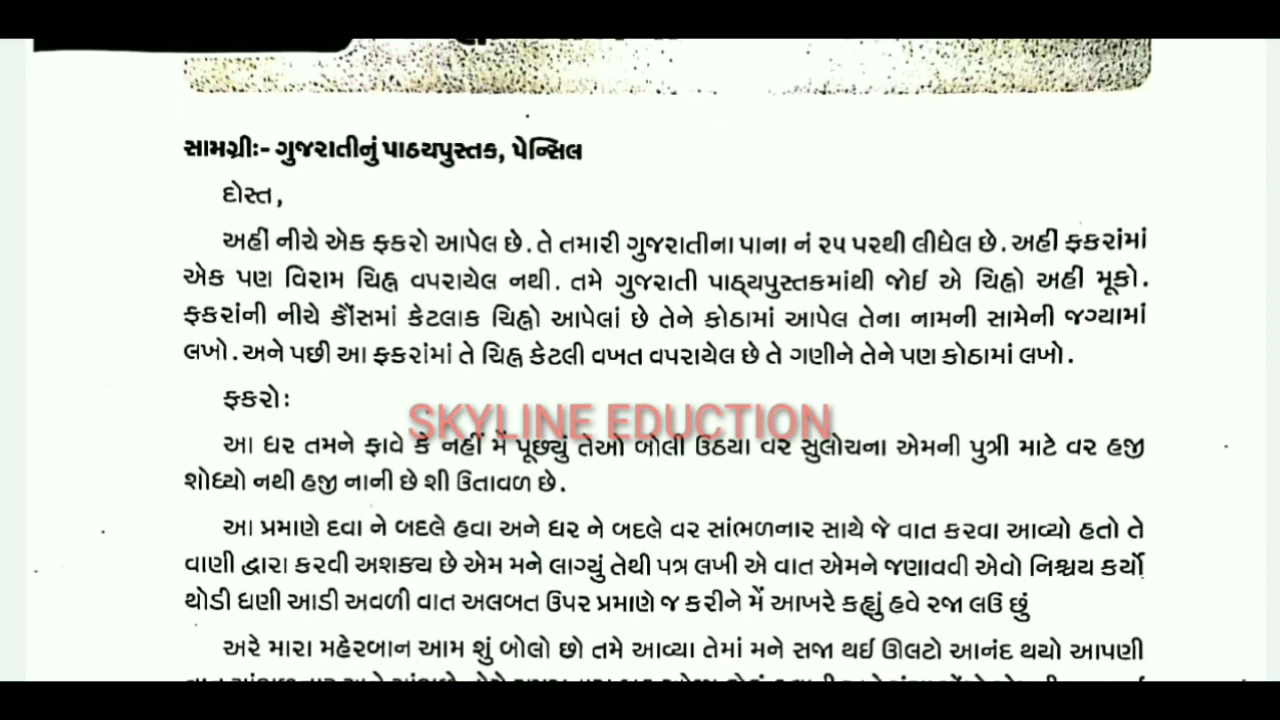 સામગ્રીઃ- ગુજરાતીનું પાઠયપુસ્તક, પેન્સિલ
દોસ્ત,
અહીં નીચે એક ફકરો આપેલ છે. તે તમારી ગુજરાતીના પાના નં ૨૫ પરથી લીધેલ છે. અહીં ફકરાંમાં
એક પણ વિરામ ચિહ્ન વપરાયેલ નથી. તમે ગુજરાતી પાઠ્યપુસ્તકમાંથી જોઈ એ ચિહ્નો અહીં મૂકો.
ફકરાંની નીચે કૌંસમાં કેટલાક ચિહ્નો આપેલાં છે તેને કોઠામાં આપેલ તેના નામની સામેની જગ્યામાં
લખો. અને પછી આ ફકરાંમાં તે ચિહ્ન કેટલી વખત વપરાયેલ છે તે ગણીને તેને પણ કોઠામાં લખો.
ફકરોઃ
SKYLINE EDUCTION
આ ઘર તમને ફાવે કે નહીં મેં પૂછ્યું તેઓ બોલી ઉઠયા વર સુલોચના એમની પુત્રી માટે વર હજી
શોધ્યો નથી હજી નાની છે શી ઉતાવળ છે.
આ પ્રમાણે દવા ને બદલે હવા અને ઘર ને બદલે વર સાંભળનાર સાથે જે વાત કરવા આવ્યો હતો તે
વાણી દ્વારા કરવી અશક્ય છે એમ મને લાગ્યું તેથી પત્ર લખી એ વાત એમને જણાવવી એવો નિશ્ચય કર્યો
થોડી ઘણી આડી અવળી વાત અલબત ઉપર પ્રમાણે જ કરીને મેં આખરે કહ્યું હવે રજા લઉં છું
અરે મારા મહેરબાન આમ શું બોલો છો તમે આવ્યા તેમાં મને સજા થઈ ઊલટો આનંદ થયો આપણી